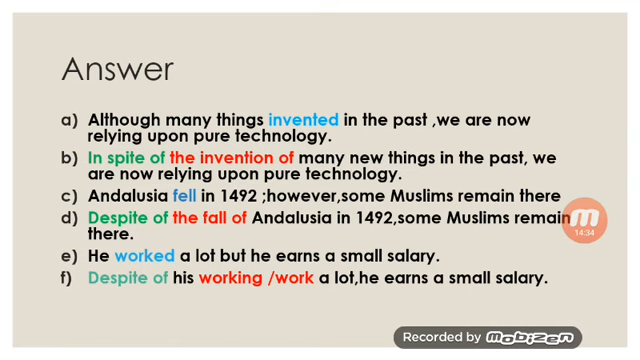 Answer
a) Although many things invented in the past ,we are now
relying upon pure technology.
b) In spite of the invention of many new things in the past, we
are now relying upon pure technology.
c) Andalusia fell in 1492 ;however,some Muslims remain there
d) Despite of the fall of Andalusia in 1492,some Muslims remain
there.
e) He worked a lot but he earns a small salary.
f) Despite of his working /work a lot,he earns a small salary.
M
14:34
Recorded by mobizen